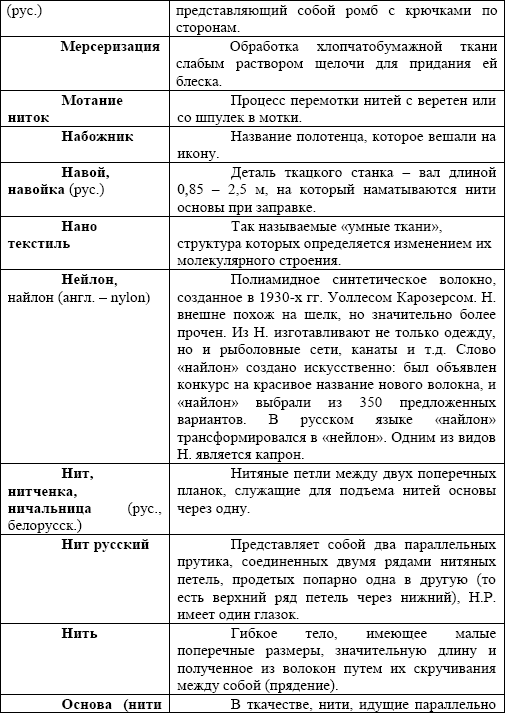 (рус.)
представляющий собой ромб с крючками по
сторонам.
Мерсеризация
Обработка хлопчатобумажной ткани
слабым раствором щелочи для придания ей
блеска.
Мотание
ниток
Процесс перемотки нитей с веретен или
со шпулек в мотки.
Набожник
Название полотенца, которое вешали на
икону.
Навой,
навойка (рус.)
Деталь ткацкого станка – вал длиной
0,85 – 2,5 м, на который наматываются нити
основы при заправке.
Нано
текстиль
Так называемые «умные ткани»,
структура которых определяется изменением их
молекулярного строения.
Нейлон,
найлон (англ. – nylon)
Полиамидное синтетическое волокно,
созданное в 1930-х гг. Уоллесом Карозерсом. Н.
внешне похож на шелк, но значительно более
прочен. Из Н. изготавливают не только одежду,
но и рыболовные сети, канаты и т.д. Слово
«найлон» создано искусственно: был объявлен
конкурс на красивое название нового волокна, и
«найлон» выбрали из 350 предложенных
вариантов. В русском языке «найлон»
трансформировался в «нейлон». Одним из видов
Н. является капрон.
Нит,
нитченка,
ничальница (рус.,
белорусск.)
Нитяные петли между двух поперечных
планок, служащие для подъема нитей основы
через одну.
Нит русский
Представляет собой два параллельных
прутика, соединенных двумя рядами нитяных
петель, продетых попарно одна в другую (то
есть верхний ряд петель через нижний), Н.Р.
имеет один глазок.
Нить
Гибкое тело, имеющее малые
поперечные размеры, значительную длину и
полученное из волокон путем их скручивания
между собой (прядение).
Основа (нити
В ткачестве, нити, идущие параллельно